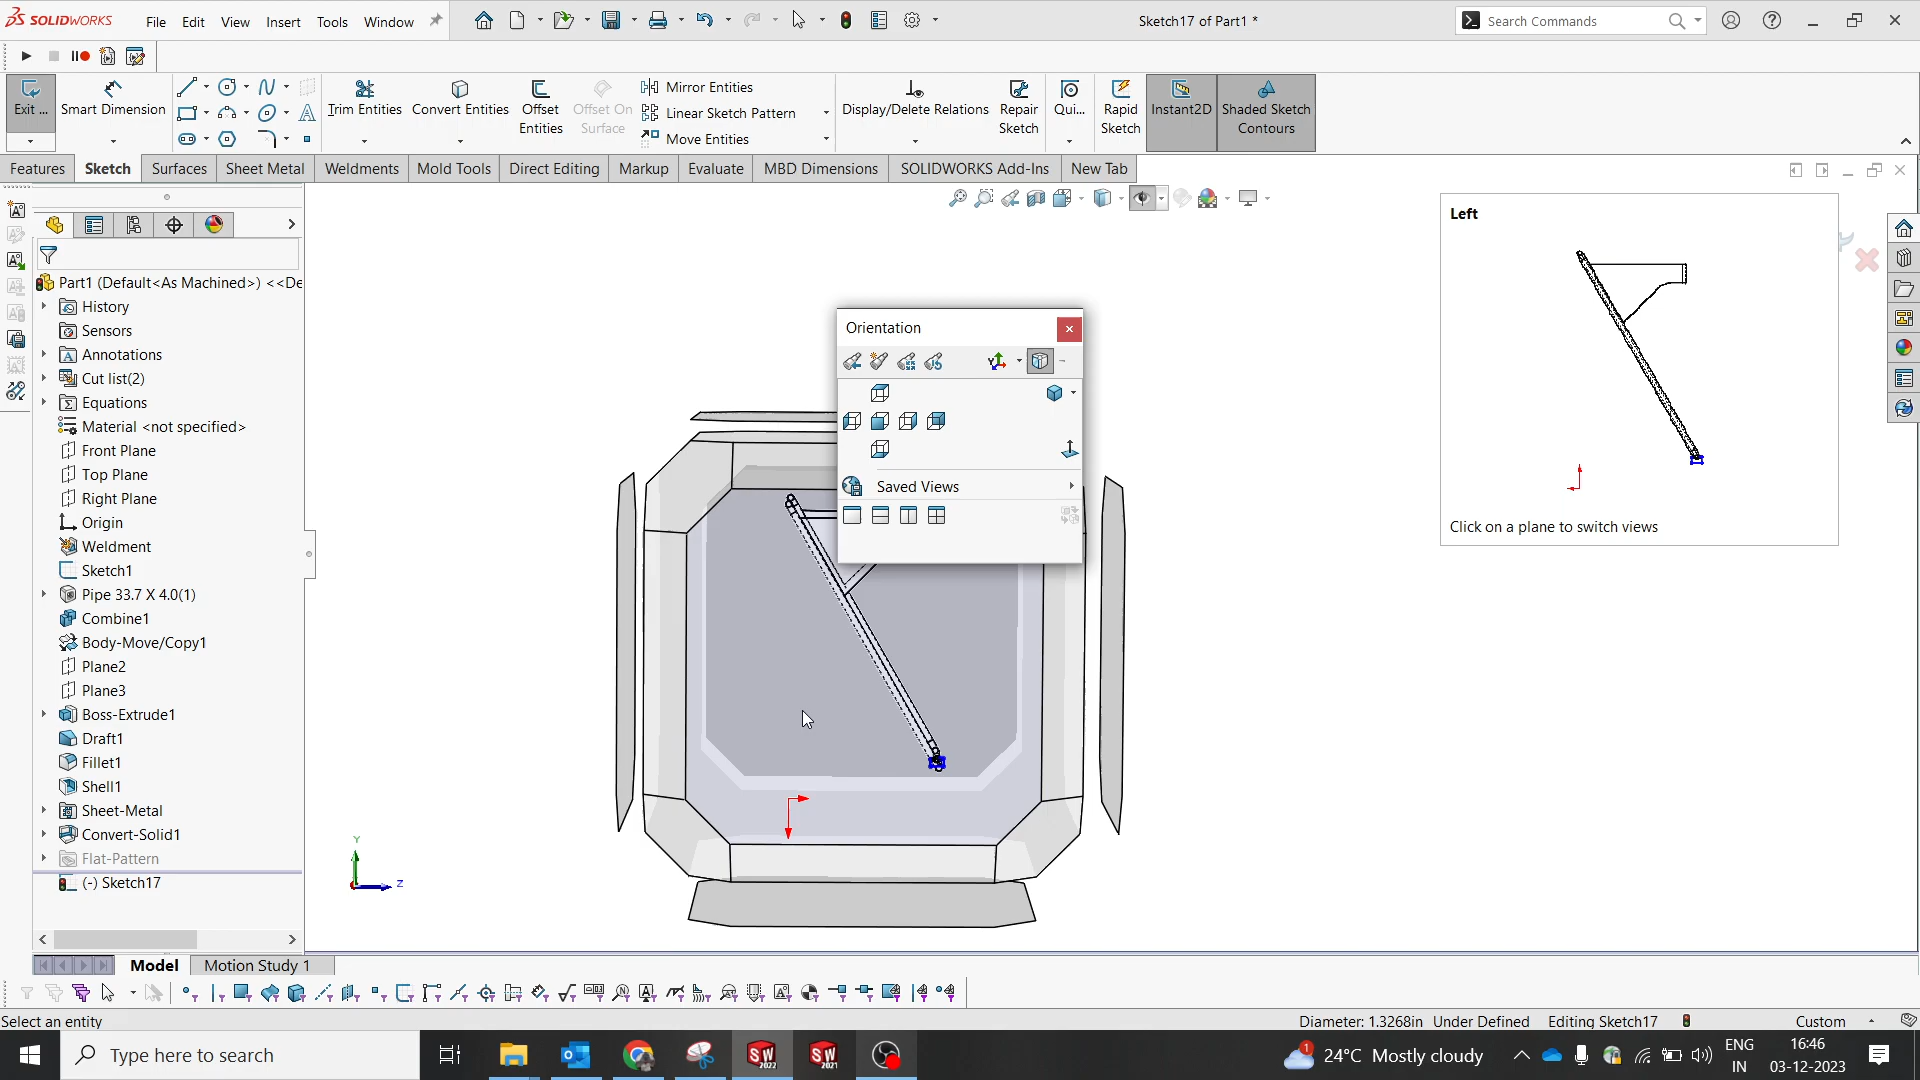 SOLIDWORKS File Edit View Insert Tools Window Sketch17 of Part1 * Search Commands
Exit ... Smart Dimension Trim Entities Convert Entities Offset Entities Offset On Surface Mirror Entities Linear Sketch Pattern Move Entities Display/Delete Relations Repair Sketch Qui... Rapid Sketch Instant2D Shaded Sketch Contours
Features Sketch Surfaces Sheet Metal Weldments Mold Tools Direct Editing Markup Evaluate MBD Dimensions SOLIDWORKS Add-Ins New Tab
Part1 (Default<As Machined>) <<De
History
Sensors
Annotations
Cut list(2)
Equations
Material <not specified>
Front Plane
Top Plane
Right Plane
Origin
Weldment
Sketch1
Pipe 33.7 X 4.0(1)
Combine1
Body-Move/Copy1
Plane2
Plane3
Boss-Extrude1
Draft1
Fillet1
Shell1
Sheet-Metal
Convert-Solid1
Flat-Pattern
(-) Sketch17
Orientation
Saved Views
Left
Click on a plane to switch views
Y
Z
Model Motion Study 1
Select an entity Diameter: 1.3268in Under Defined Editing Sketch17 Custom
Type here to search
SW 2022
SW 2021
1
24°C Mostly cloudy
ENG
IN
16:46
03-12-2023